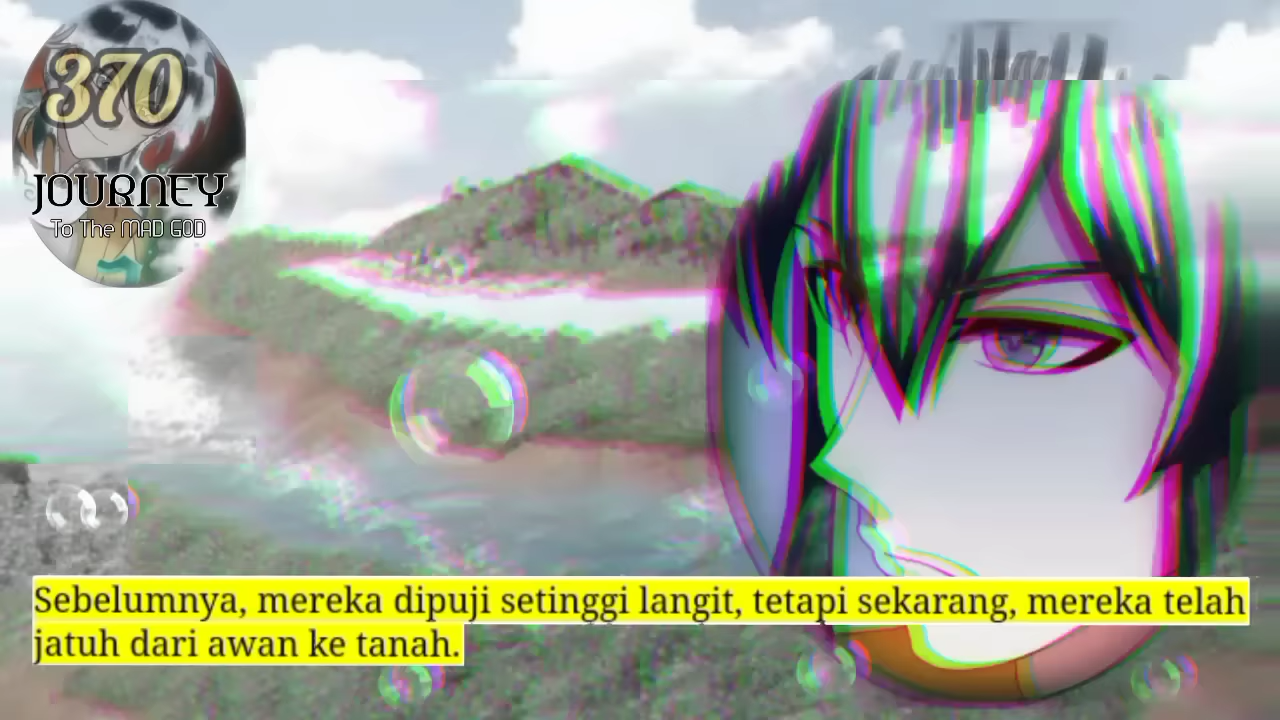 370
JOURNEY
To The MAD GOD
Sebelumnya, mereka dipuji setinggi langit, tetapi sekarang, mereka telah
jatuh dari awan ke tanah.